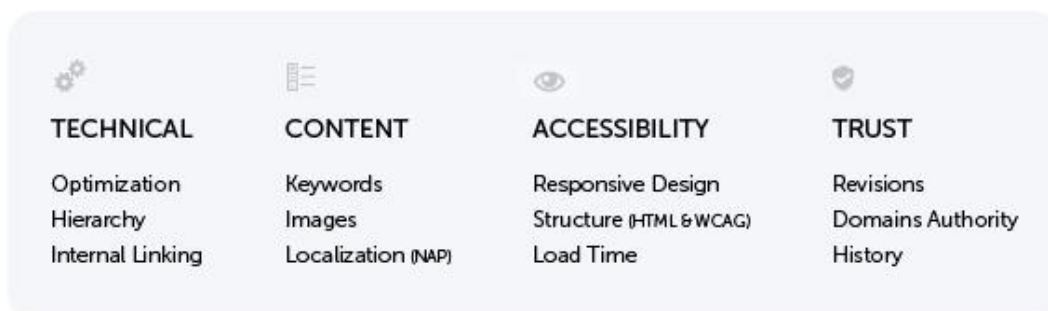 TECHNICAL
Optimization
Hierarchy
Internal Linking
CONTENT
Keywords
Images
Localization (NAP)
ACCESSIBILITY
Responsive Design
Structure (HTML & WCAG)
Load Time
TRUST
Revisions
Domains Authority
History